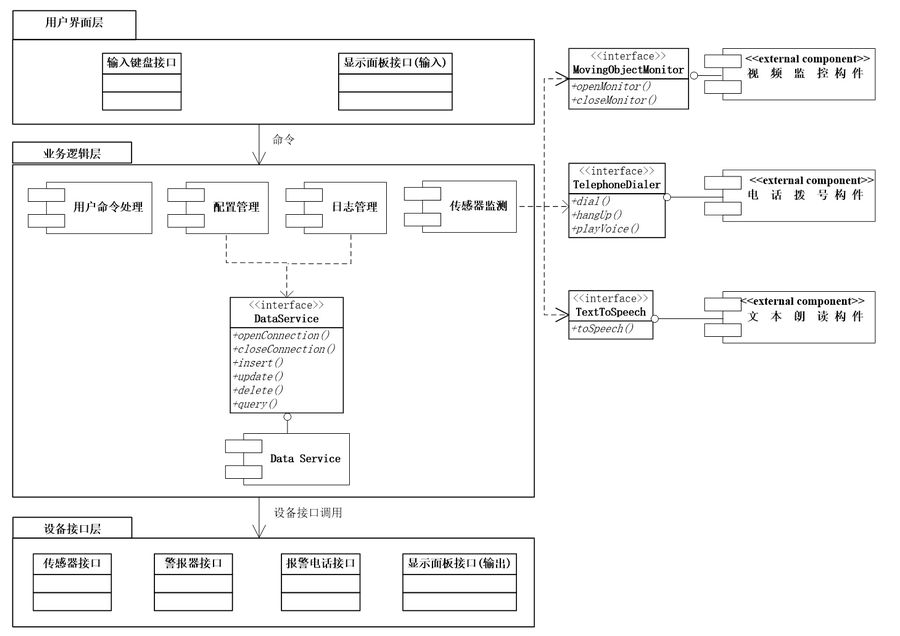 用户界面层
输入键盘接口
显示面板接口(输入)
命令
业务逻辑层
用户命令处理
配置管理
日志管理
传感器监测
<<interface>>
DataService
+openConnection()
+closeConnection()
+insert()
+update()
+delete()
+query()
Data Service
设备接口调用
设备接口层
传感器接口
警报器接口
报警电话接口
显示面板接口(输出)
<<interface>>
MovingObjectMonitor
+openMonitor()
+closeMonitor()
<<external component>>
视频监控构件
<<interface>>
TelephoneDialer
+dial()
+hangUp()
+playVoice()
<<external component>>
电话拨号构件
<<interface>>
TextToSpeech
+toSpeech()
<<external component>>
文本朗读构件